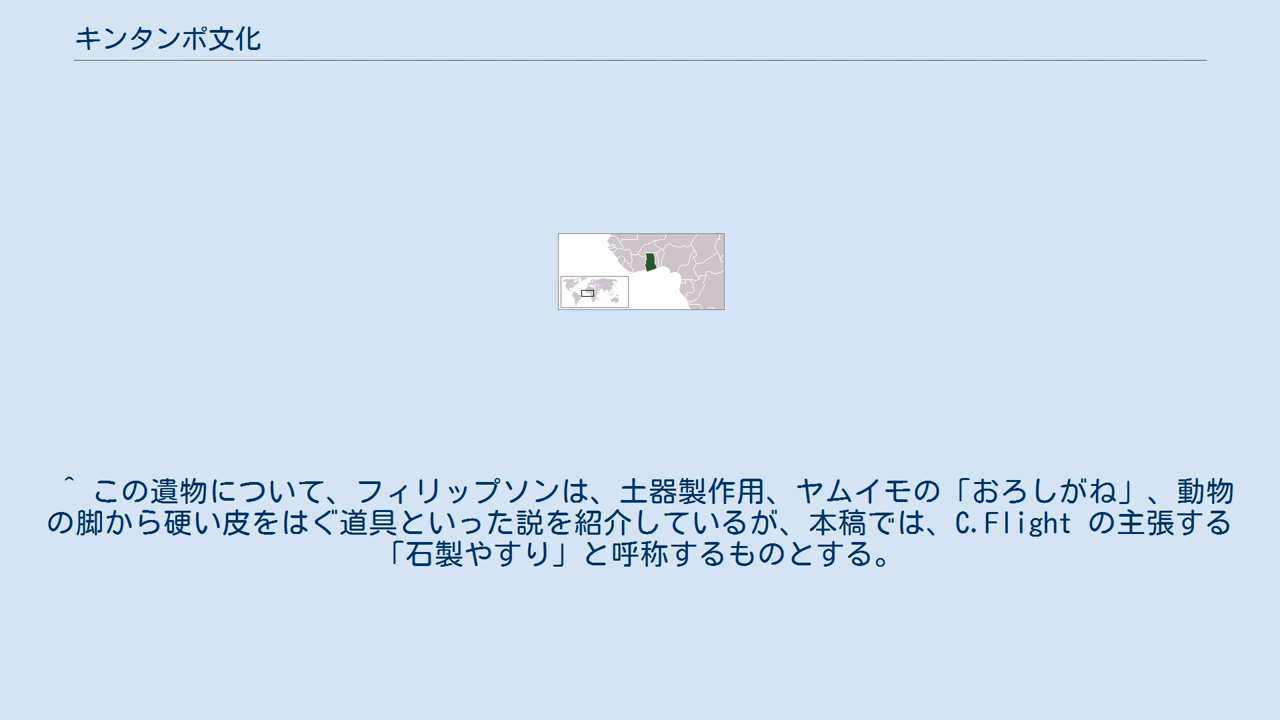 キンタンポ文化
^ この遺物について、フィリップソンは、土器製作用、ヤムイモの「おろしがね」、動物
の脚から硬い皮をはぐ道具といった説を紹介しているが、本稿では、C.Flight の主張する
「石製やすり」と呼称するものとする。